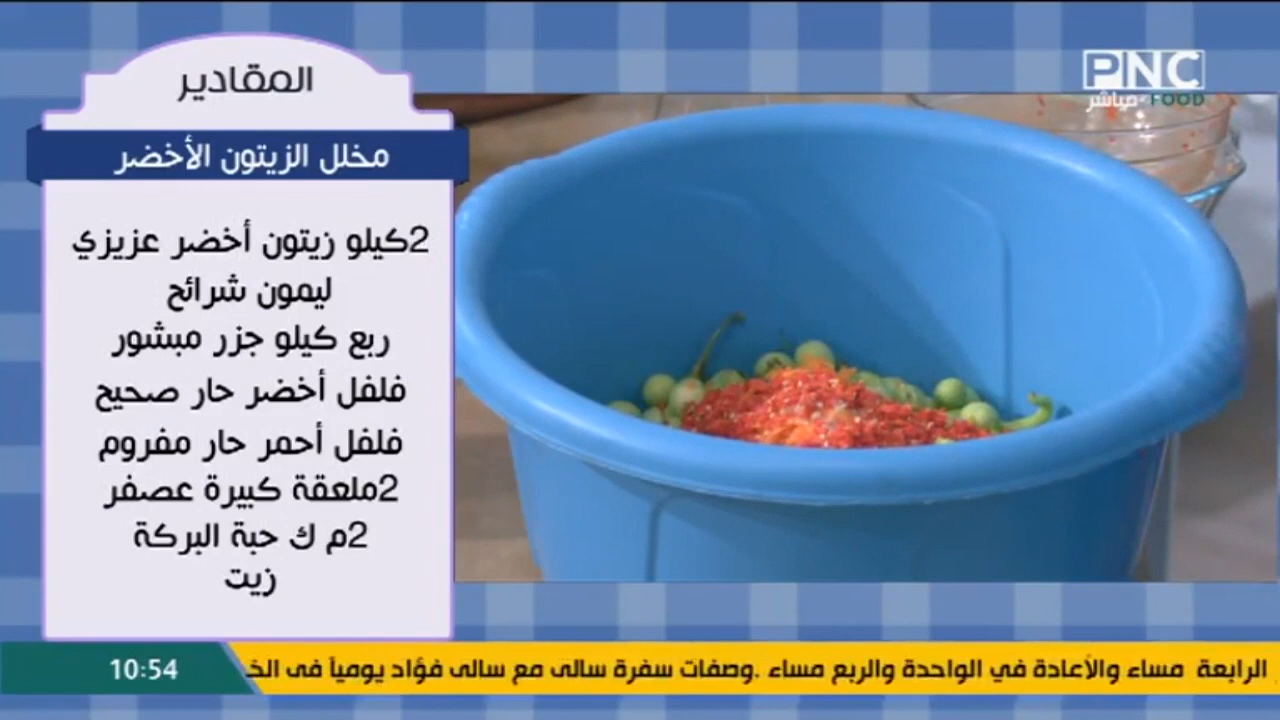 المقادير
مخلل الزيتون الأخضر
2كيلو زيتون أخضر عزيزي
ليمون شرائح
ربع كيلو جزر مبشور
فلفل أخضر حار صحيح
فلفل أحمر حار مفروم
2ملعقة كبيرة عصفر
2م ك حبة البركة
زيت
PNC
FOOD مباشر
الرابعة مساء والأعادة في الواحدة والربع مساء .وصفات سفرة سالى مع سالى فؤاد يومياً فى
10:54